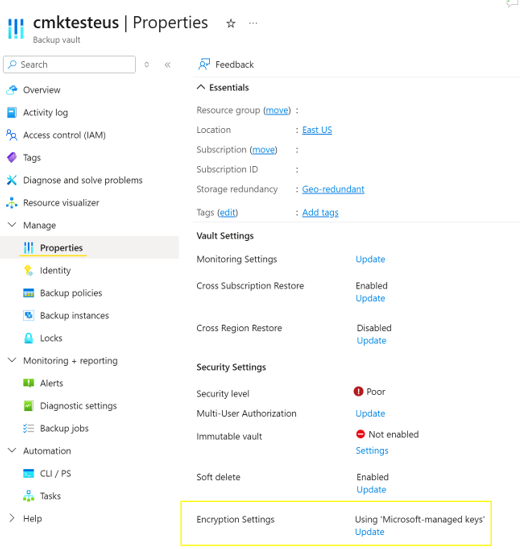 cmktesteus | Properties
Backup vault
Search
Feedback
Overview
Activity log
Access control (IAM)
Tags
Diagnose and solve problems
Resource visualizer
Manage
Properties
Identity
Backup policies
Backup instances
Locks
Monitoring + reporting
Alerts
Diagnostic settings
Backup jobs
Automation
CLI / PS
Tasks
Help
Essentials
Resource group (move) :
Location : East US
Subscription (move) :
Subscription ID :
Storage redundancy : Geo-redundant
Tags (edit) : Add tags
Vault Settings
Monitoring Settings Update
Cross Subscription Restore Enabled
Update
Cross Region Restore Disabled
Update
Security Settings
Security level Poor
Multi-User Authorization Update
Immutable vault Not enabled
Settings
Soft delete Enabled
Update
Encryption Settings Using 'Microsoft-managed keys'
Update